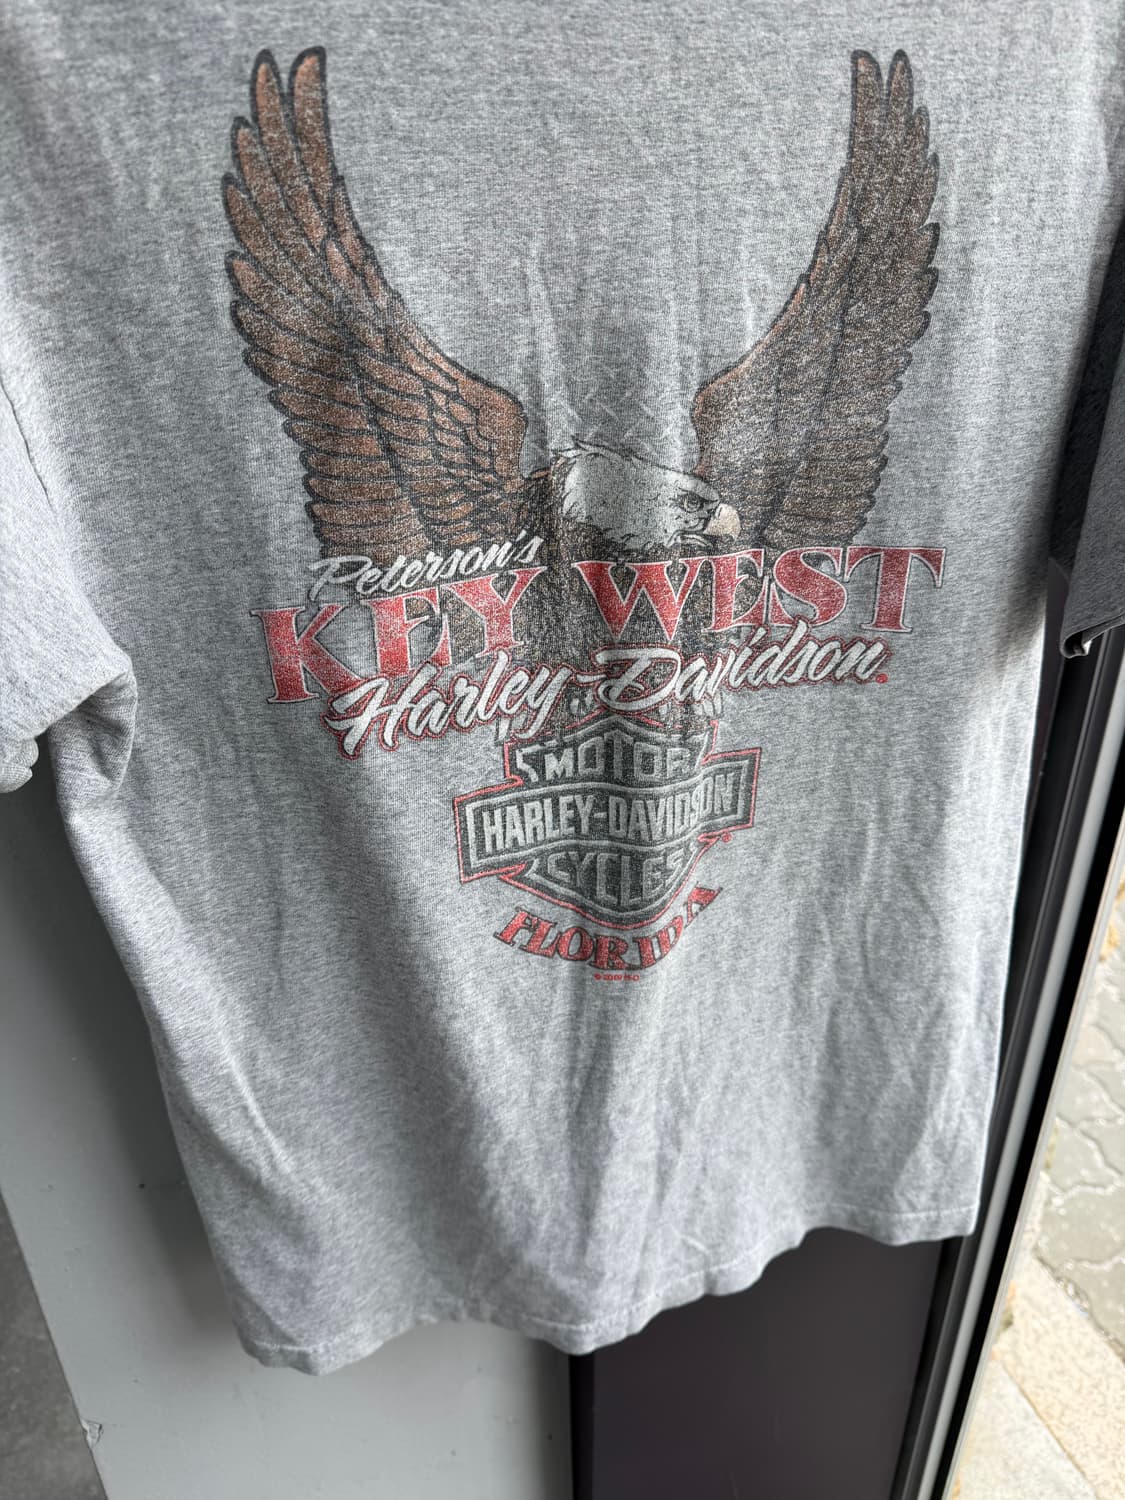 Peterson's
KEY WEST
Harley-Davidson
MOTOR
HARLEY-DAVIDSON
CYCLES
FLORIDA